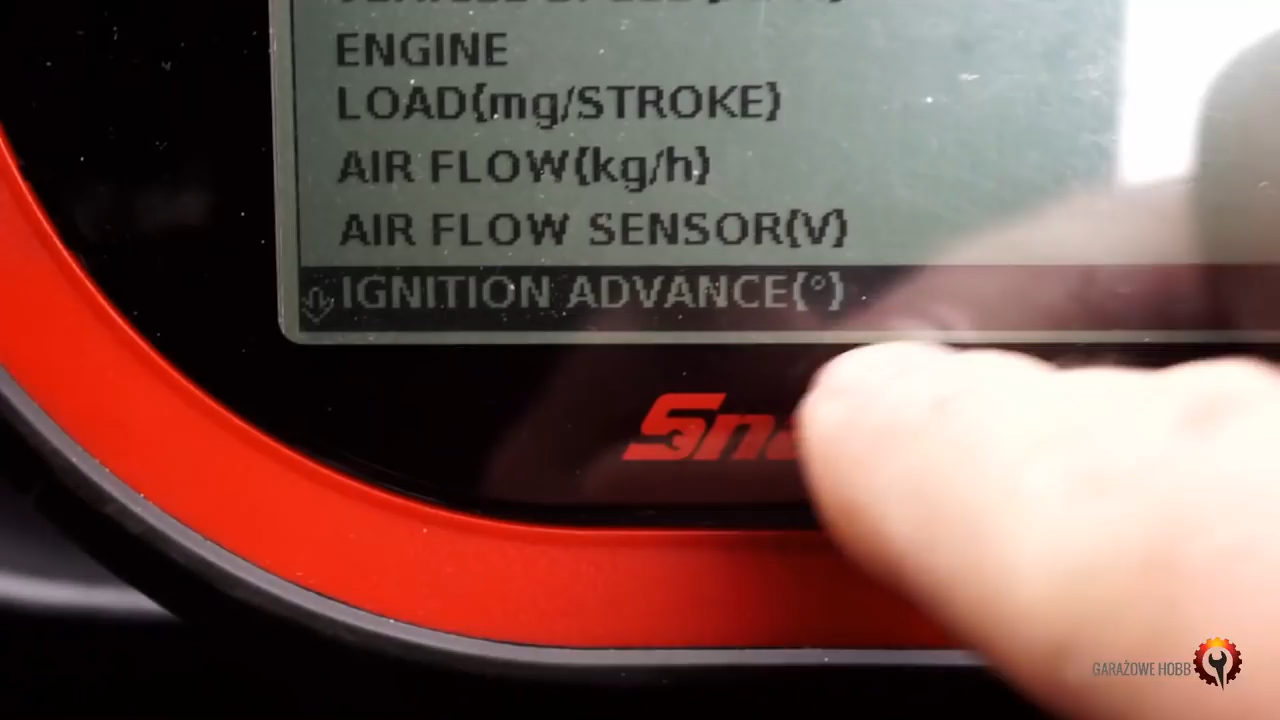 ENGINE
LOAD{mg/STROKE}
AIR FLOW{kg/h}
AIR FLOW SENSOR{V}
IGNITION ADVANCE{°}
GARAŻOWE HOBB